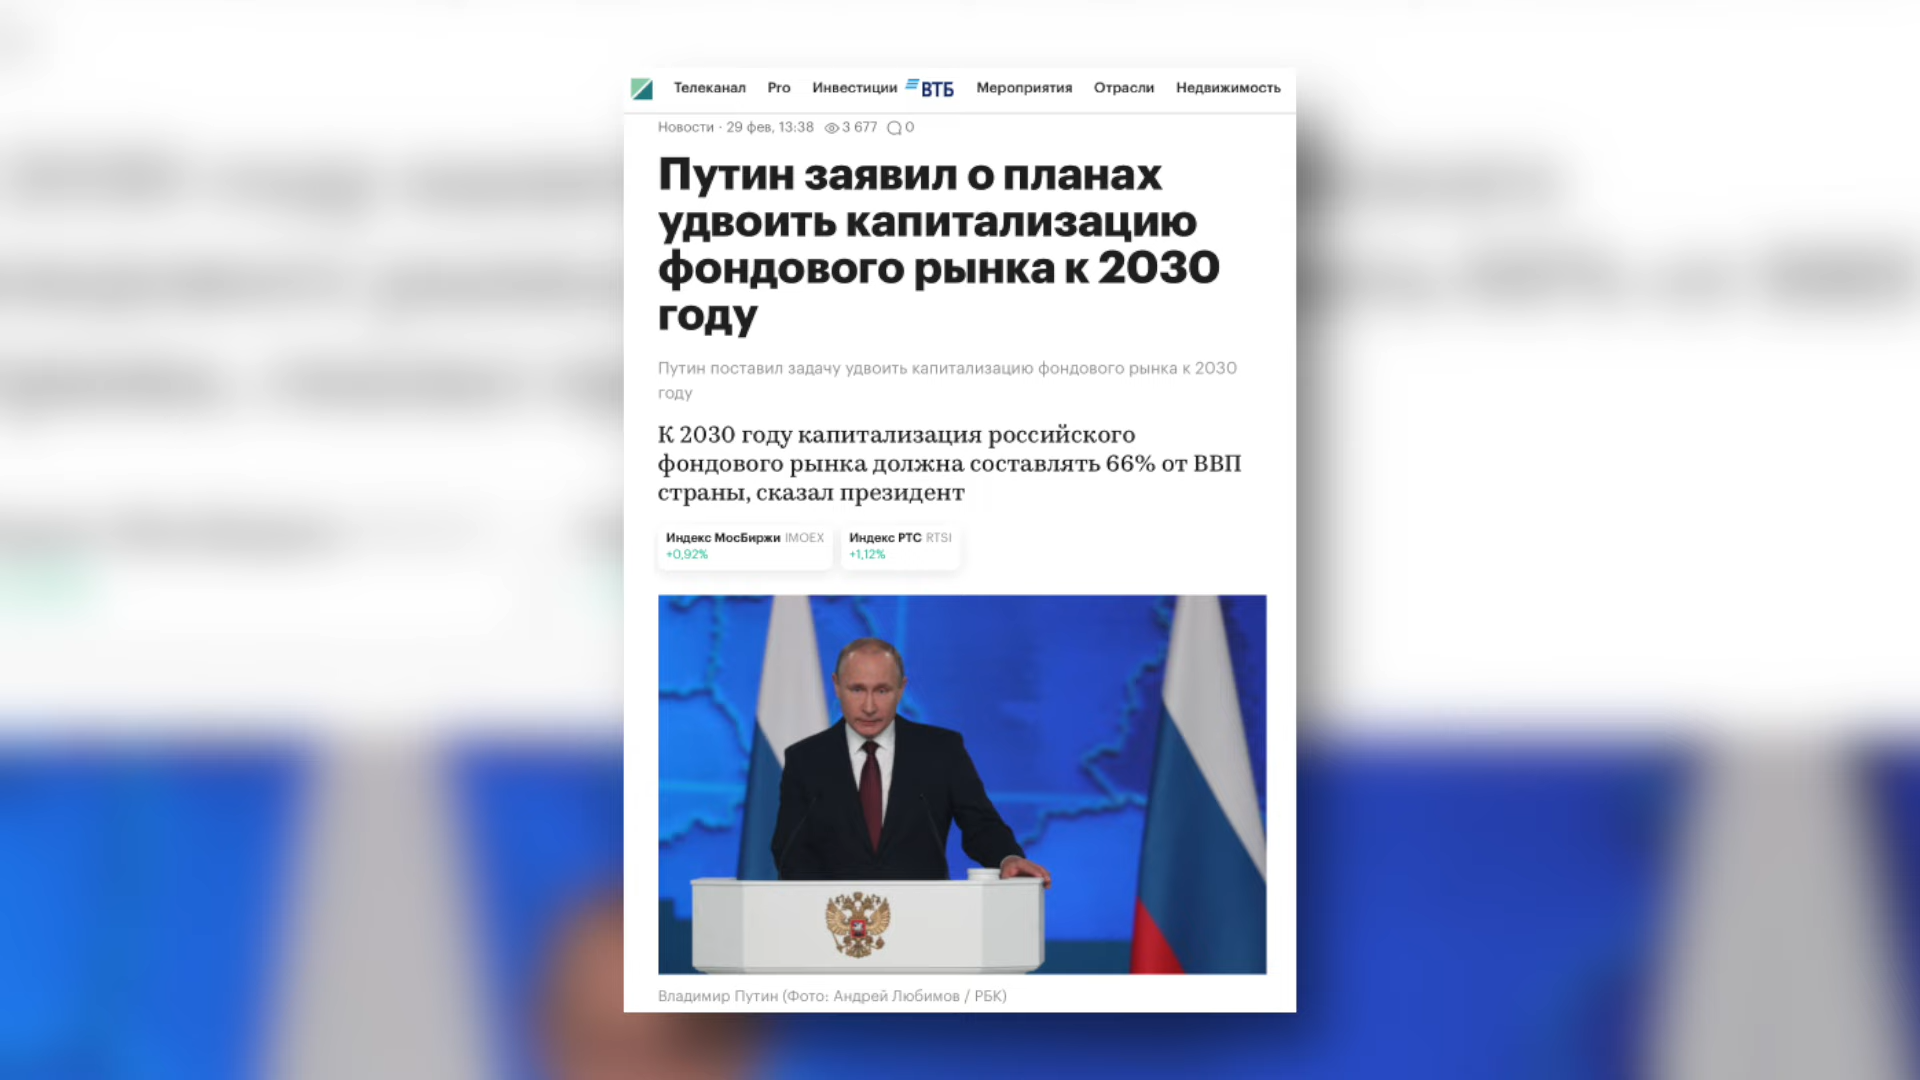 Телеканал Pro Инвестиции ВТБ Мероприятия Отрасли Недвижимость
Новости · 29 фев, 13:38 3 677 0
Путин заявил о планах
удвоить капитализацию
фондового рынка к 2030
году
Путин поставил задачу удвоить капитализацию фондового рынка к 2030
году
К 2030 году капитализация российского
фондового рынка должна составлять 66% от ВВП
страны, сказал президент
Индекс МосБиржи IMOEX Индекс РТС RTSI
+0,92% +1,12%
Владимир Путин (Фото: Андрей Любимов / РБК)